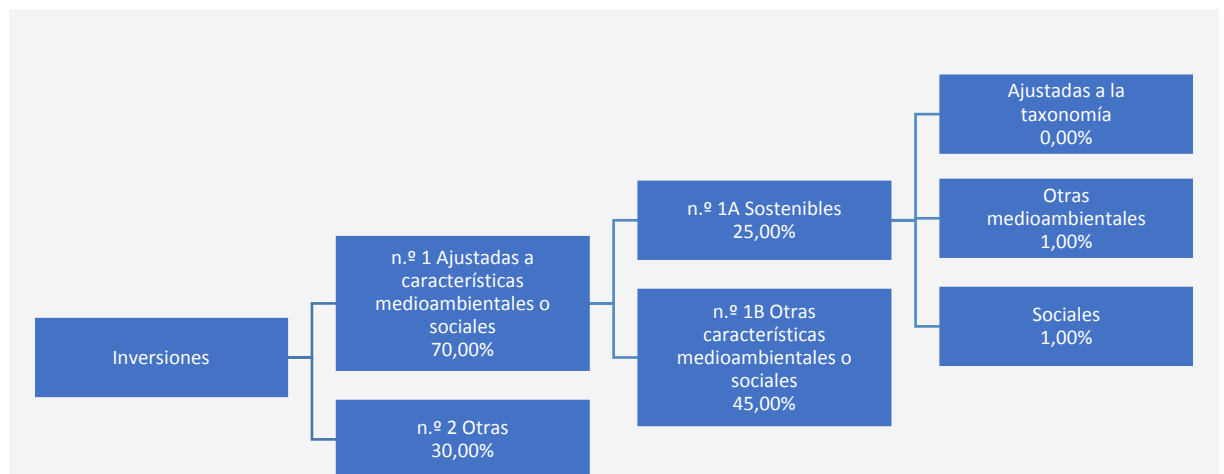 Inversiones
n.º 1 Ajustadas a
características
medioambientales o
sociales
70,00%
n.º 2 Otras
30,00%
n.º 1A Sostenibles
25,00%
n.º 1B Otras
características
medioambientales o
sociales
45,00%
Ajustadas a la
taxonomía
0,00%
Otras
medioambientales
1,00%
Sociales
1,00%